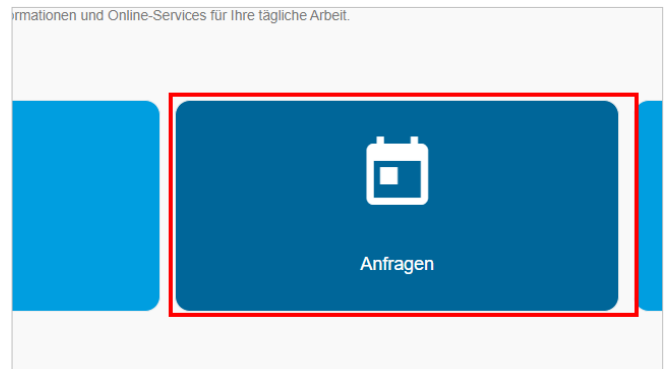 rmationen und Online-Services für Ihre tägliche Arbeit.
Anfragen